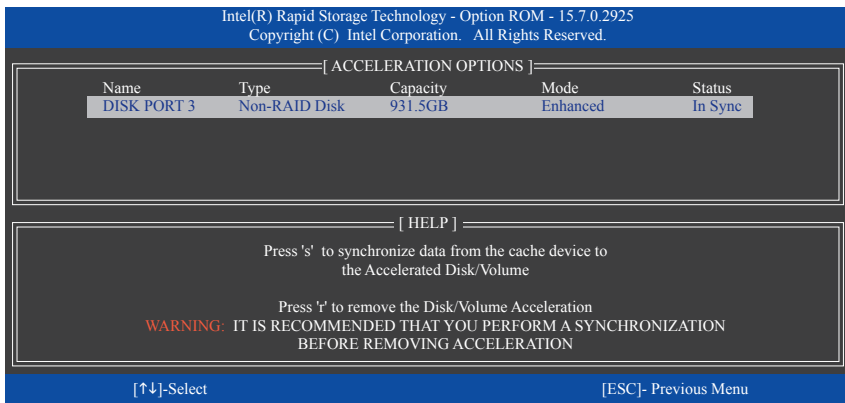 Intel(R) Rapid Storage Technology - Option ROM - 15.7.0.2925
Copyright (C) Intel Corporation. All Rights Reserved.
[ ACCELERATION OPTIONS ]
Name Type Capacity Mode Status
DISK PORT 3 Non-RAID Disk 931.5GB Enhanced In Sync
[ HELP ]
Press 's' to synchronize data from the cache device to
the Accelerated Disk/Volume
Press 'r' to remove the Disk/Volume Acceleration
WARNING: IT IS RECOMMENDED THAT YOU PERFORM A SYNCHRONIZATION
BEFORE REMOVING ACCELERATION
[↑↓]-Select [ESC]- Previous Menu